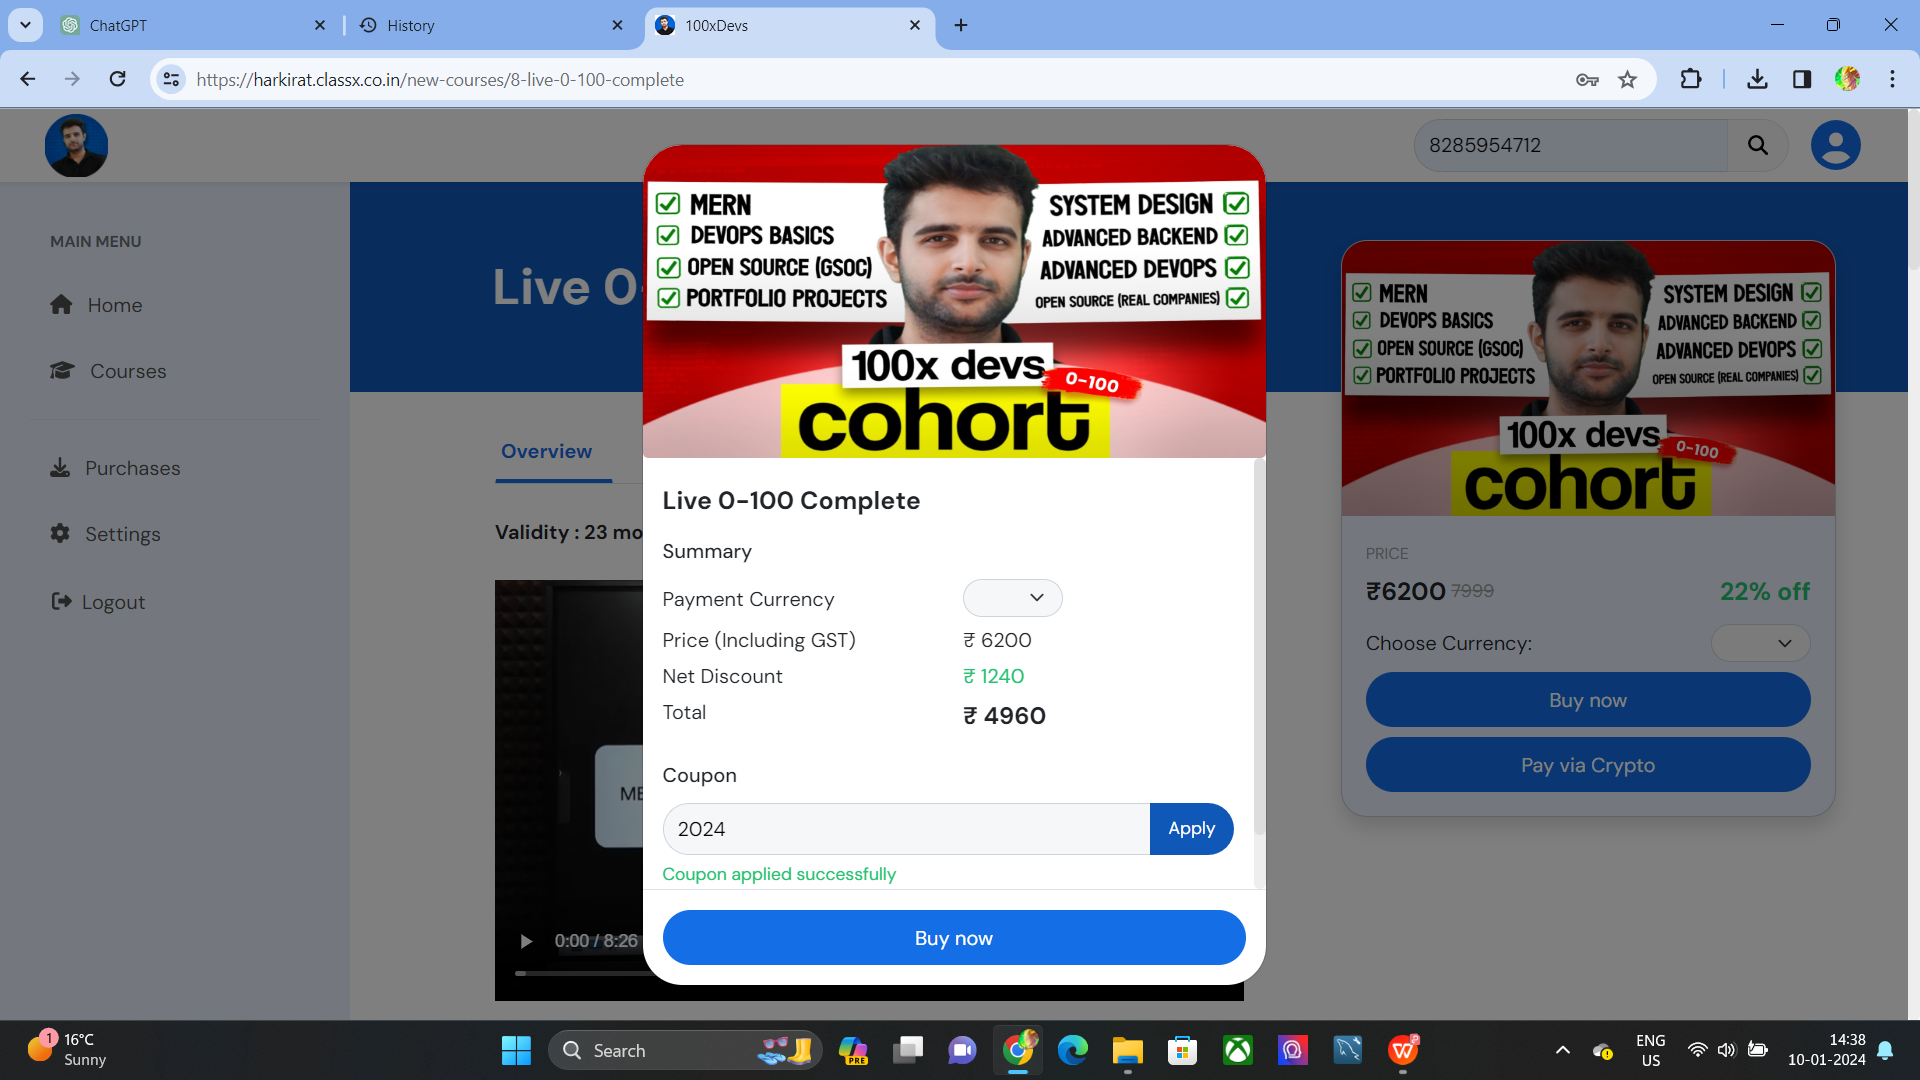 ChatGPT
History
100xDevs
https://harkirat.classx.co.in/new-courses/8-live-0-100-complete
8285954712
MAIN MENU
Home
Courses
Purchases
Settings
Logout
Live 0-
Overview
Validity : 23 mo
ME
0:00 / 8:26
MERN
DEVOPS BASICS
OPEN SOURCE (GSOC)
PORTFOLIO PROJECTS
SYSTEM DESIGN
ADVANCED BACKEND
ADVANCED DEVOPS
OPEN SOURCE (REAL COMPANIES)
100x devs
0-100
cohort
Live 0-100 Complete
Summary
Payment Currency
Price (Including GST) ₹ 6200
Net Discount ₹ 1240
Total ₹ 4960
Coupon
2024 Apply
Coupon applied successfully
Buy now
MERN
DEVOPS BASICS
OPEN SOURCE (GSOC)
PORTFOLIO PROJECTS
SYSTEM DESIGN
ADVANCED BACKEND
ADVANCED DEVOPS
OPEN SOURCE (REAL COMPANIES)
100x devs
0-100
cohort
PRICE
₹6200 7999 22% off
Choose Currency:
Buy now
Pay via Crypto
1
16°C
Sunny
Search
PRE
ENG
US
14:38
10-01-2024